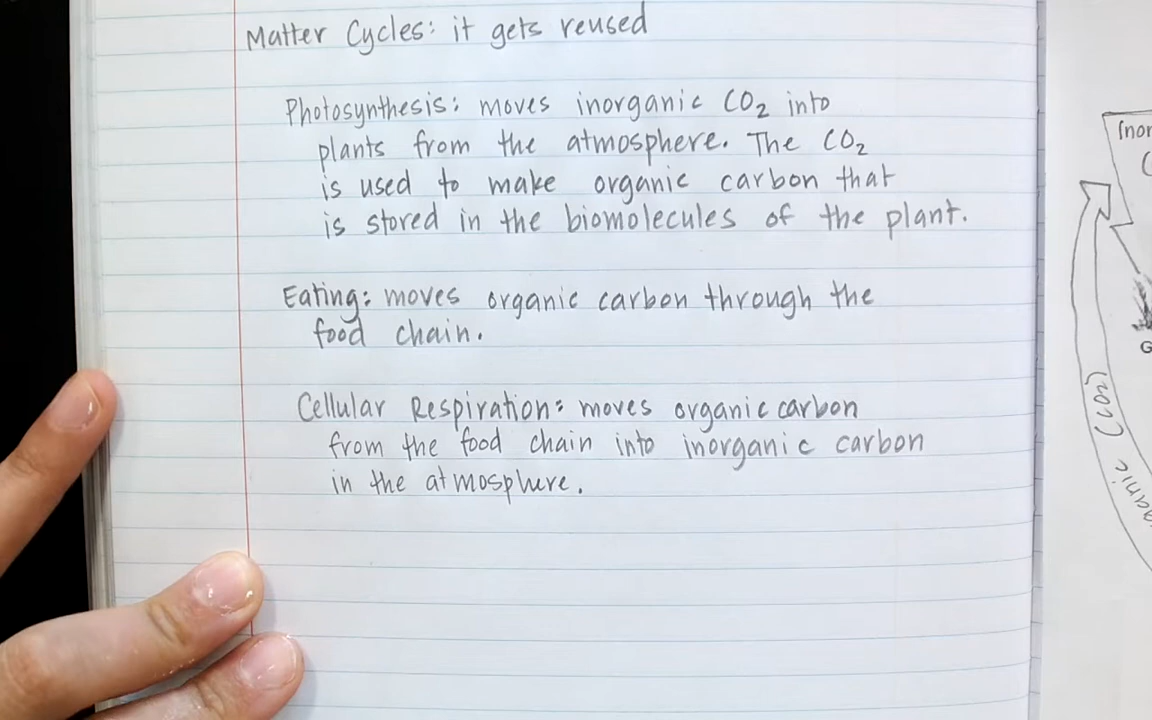 Matter Cycles: it gets reused
Photosynthesis: moves inorganic CO₂ into
plants from the atmosphere. The CO₂
is used to make organic carbon that
is stored in the biomolecules of the plant.
Eating: moves organic carbon through the
food chain.
Cellular Respiration: moves organic carbon
from the food chain into inorganic carbon
in the atmosphere.
(CO2)
G